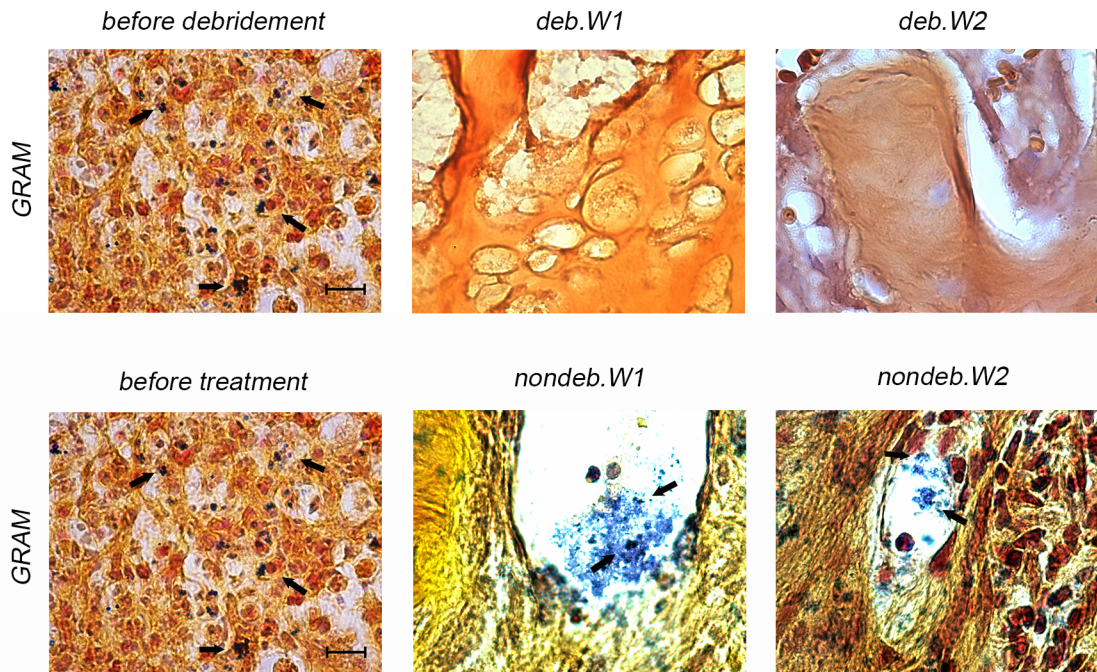 before debridement
deb.W1
deb.W2
GRAM
before treatment
nondeb.W1
nondeb.W2
GRAM